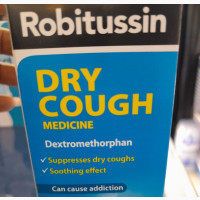 Robitussin
DRY
COUGH
MEDICINE
Dextromethorphan
✓ Suppresses dry coughs
✓ Soothing effect
Can cause addiction